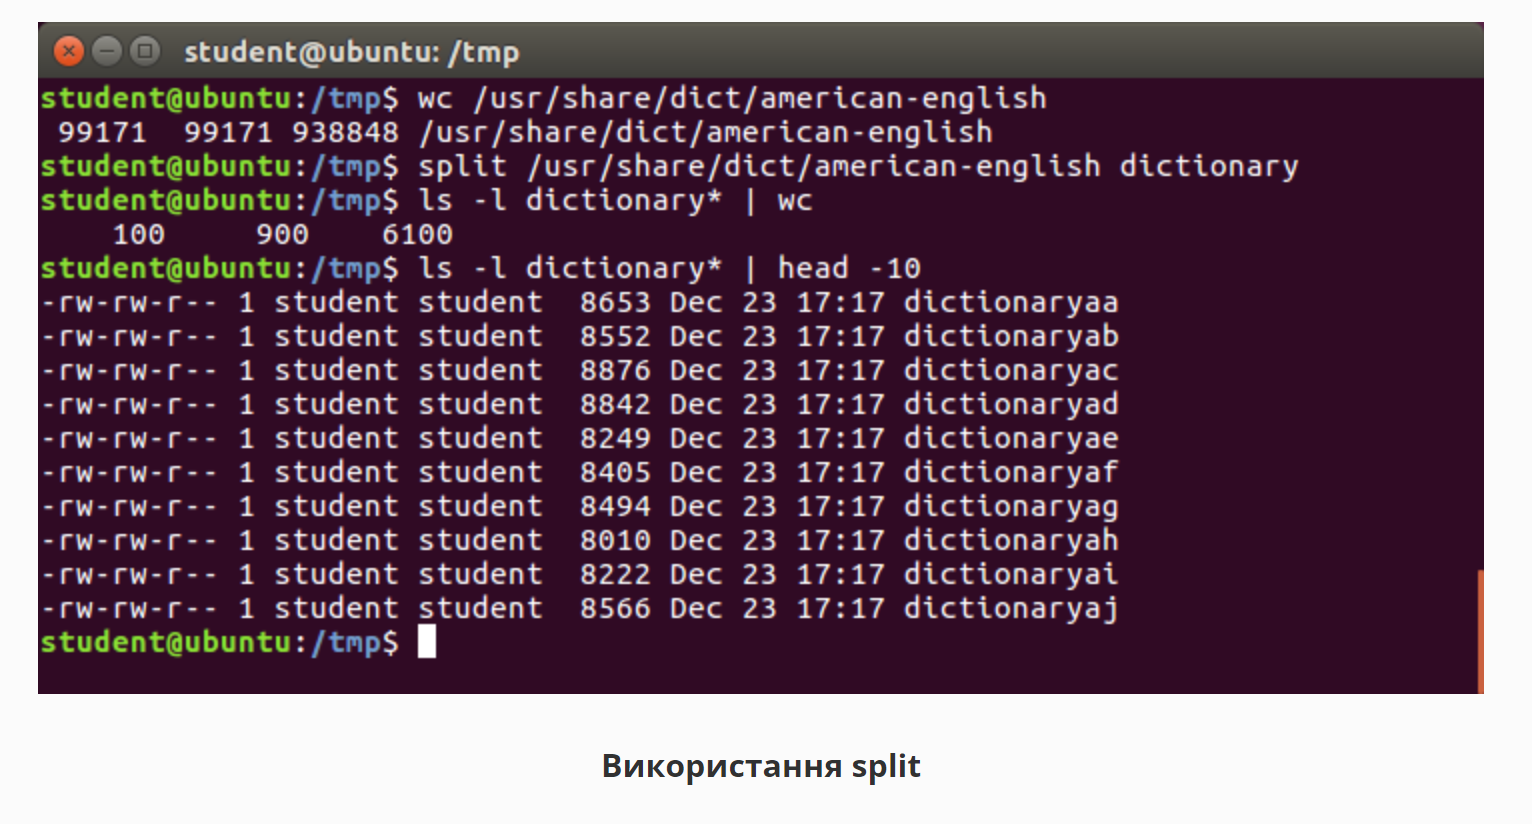 student@ubuntu: /tmp
student@ubuntu:/tmp$ wc /usr/share/dict/american-english
 99171  99171 938848 /usr/share/dict/american-english
student@ubuntu:/tmp$ split /usr/share/dict/american-english dictionary
student@ubuntu:/tmp$ ls -l dictionary* | wc
    100     900    6100
student@ubuntu:/tmp$ ls -l dictionary* | head -10
-rw-rw-r-- 1 student student  8653 Dec 23 17:17 dictionaryaa
-rw-rw-r-- 1 student student  8552 Dec 23 17:17 dictionaryab
-rw-rw-r-- 1 student student  8876 Dec 23 17:17 dictionaryac
-rw-rw-r-- 1 student student  8842 Dec 23 17:17 dictionaryad
-rw-rw-r-- 1 student student  8249 Dec 23 17:17 dictionaryae
-rw-rw-r-- 1 student student  8405 Dec 23 17:17 dictionaryaf
-rw-rw-r-- 1 student student  8494 Dec 23 17:17 dictionaryag
-rw-rw-r-- 1 student student  8010 Dec 23 17:17 dictionaryah
-rw-rw-r-- 1 student student  8222 Dec 23 17:17 dictionaryai
-rw-rw-r-- 1 student student  8566 Dec 23 17:17 dictionaryaj
student@ubuntu:/tmp$
Використання split